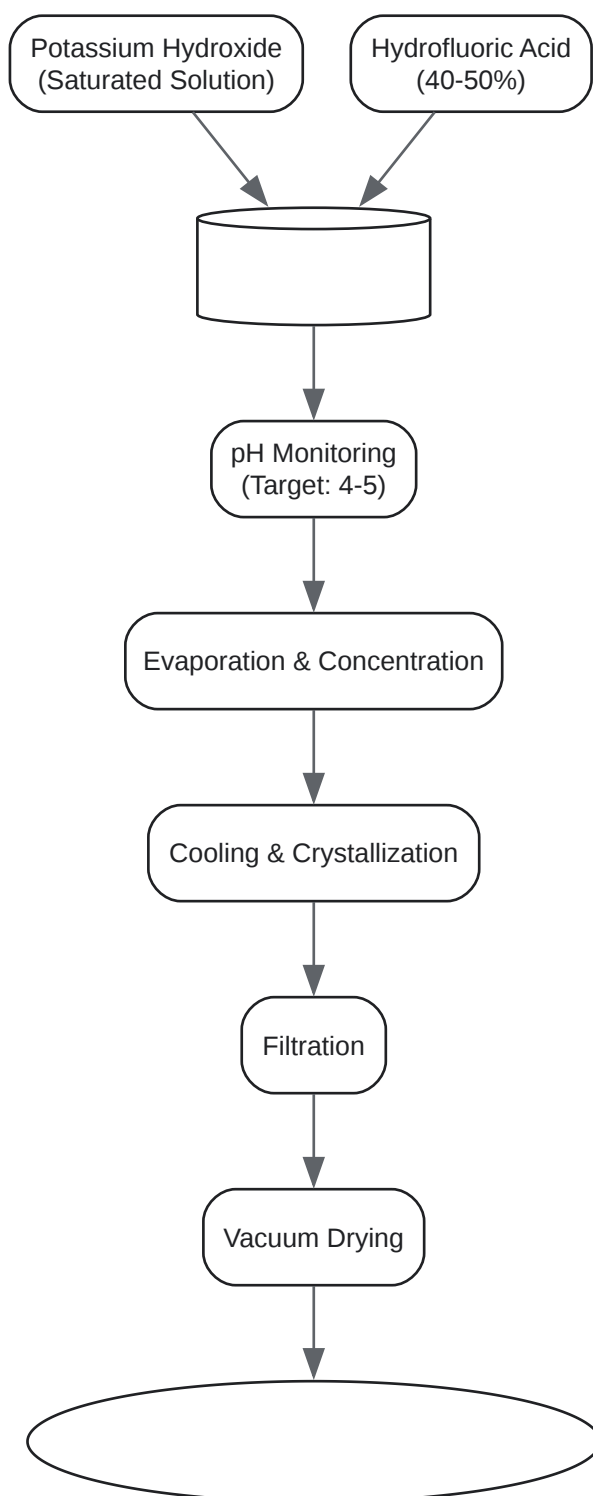 Potassium Hydroxide
(Saturated Solution)
Hydrofluoric Acid
(40-50%)
pH Monitoring
(Target: 4-5)
Evaporation & Concentration
Cooling & Crystallization
Filtration
Vacuum Drying